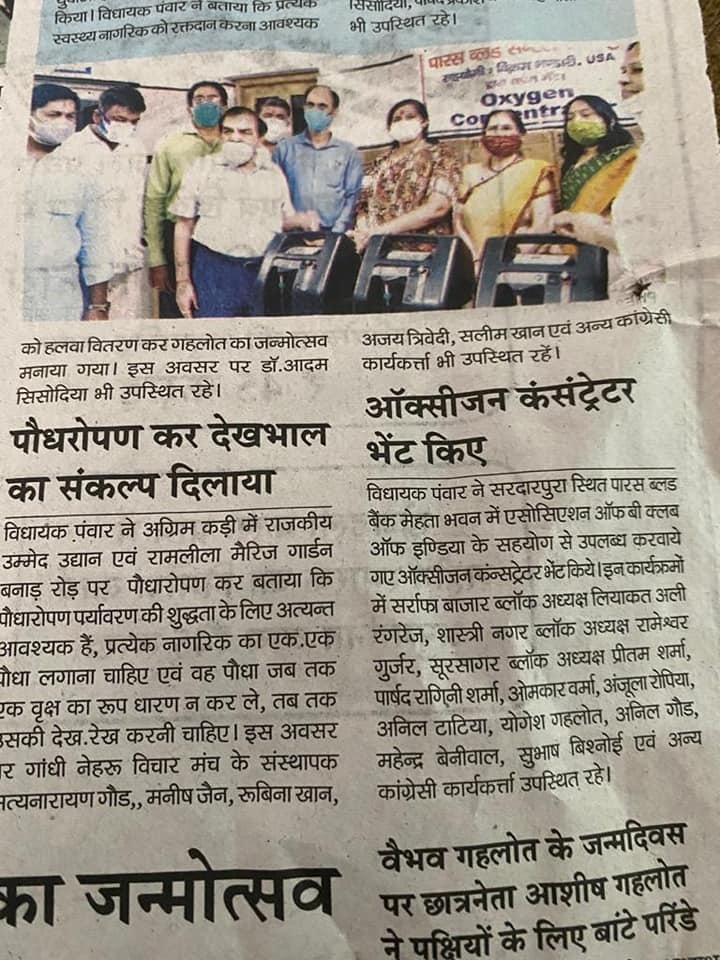 किया। विधायक पंवार ने बताया कि प्रत्येक
स्वस्थ्य नागरिक को रक्तदान करना आवश्यक
भी उपस्थित रहे।
पारस ब्लड
USA
Oxygen
को हलवा वितरण कर गहलोत का जन्मोत्सव
मनाया गया। इस अवसर पर डॉ.आदम
सिसोदिया भी उपस्थित रहे।
पौधरोपण कर देखभाल
का संकल्प दिलाया
विधायक पंवार ने अग्रिम कड़ी में राजकीय
उम्मेद उद्यान एवं रामलीला मैरिज गार्डन
बनाड़ रोड़ पर पौधारोपण कर बताया कि
पौधारोपण पर्यावरण की शुद्धता के लिए अत्यन्त
आवश्यक हैं, प्रत्येक नागरिक का एक.एक
पौधा लगाना चाहिए एवं वह पौधा जब तक
एक वृक्ष का रूप धारण न कर ले, तब तक
उसकी देख.रेख करनी चाहिए। इस अवसर
पर गांधी नेहरू विचार मंच के संस्थापक
सत्यनारायण गौड,, मनीष जैन, रूबिना खान,
अजय त्रिवेदी, सलीम खान एवं अन्य कांग्रेसी
कार्यकर्त्ता भी उपस्थित रहें।
ऑक्सीजन कंसंट्रेटर
भेंट किए
विधायक पंवार ने सरदारपुरा स्थित पारस ब्लड
बैंक मेहता भवन में एसोसिएशन ऑफ बी क्लब
ऑफ इण्डिया के सहयोग से उपलब्ध करवाये
गए ऑक्सीजन कंन्सट्रेटर भेंट किये। इन कार्यक्रमों
में सर्राफा बाजार ब्लॉक अध्यक्ष लियाकत अली
रंगरेज, शास्त्री नगर ब्लॉक अध्यक्ष रामेश्वर
गुर्जर, सूरसागर ब्लॉक अध्यक्ष प्रीतम शर्मा,
पार्षद रागिनी शर्मा, ओमकार वर्मा, अंजूला रोपिया,
अनिल टाटिया, योगेश गहलोत, अनिल गौड,
महेन्द्र बेनीवाल, सुभाष बिश्नोई एवं अन्य
कांग्रेसी कार्यकर्त्ता उपस्थित रहे।
का जन्मोत्सव
वैभव गहलोत के जन्मदिवस
पर छात्रनेता आशीष गहलोत
ने पक्षियों के लिए बांटे परिंडे